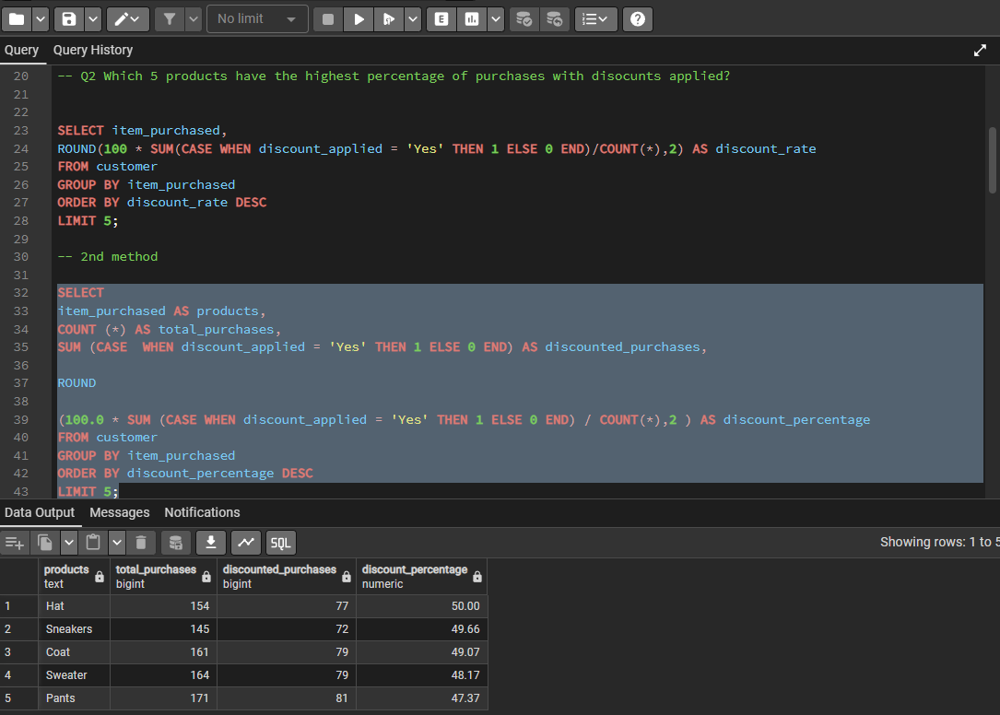 No limit
Query Query History
20 -- Q2 Which 5 products have the highest percentage of purchases with disocunts applied?
21
22
23 SELECT item_purchased,
24 ROUND(100 * SUM(CASE WHEN discount_applied = 'Yes' THEN 1 ELSE 0 END)/COUNT(*),2) AS discount_rate
25 FROM customer
26 GROUP BY item_purchased
27 ORDER BY discount_rate DESC
28 LIMIT 5;
29
30 -- 2nd method
31
32 SELECT
33 item_purchased AS products,
34 COUNT (*) AS total_purchases,
35 SUM (CASE  WHEN discount_applied = 'Yes' THEN 1 ELSE 0 END) AS discounted_purchases,
36
37 ROUND
38
39 (100.0 * SUM (CASE WHEN discount_applied = 'Yes' THEN 1 ELSE 0 END) / COUNT(*),2 ) AS discount_percentage
40 FROM customer
41 GROUP BY item_purchased
42 ORDER BY discount_percentage DESC
43 LIMIT 5;
Data Output Messages Notifications
SQL Showing rows: 1 to 5
products total_purchases discounted_purchases discount_percentage
text bigint bigint numeric
1 Hat 154 77 50.00
2 Sneakers 145 72 49.66
3 Coat 161 79 49.07
4 Sweater 164 79 48.17
5 Pants 171 81 47.37